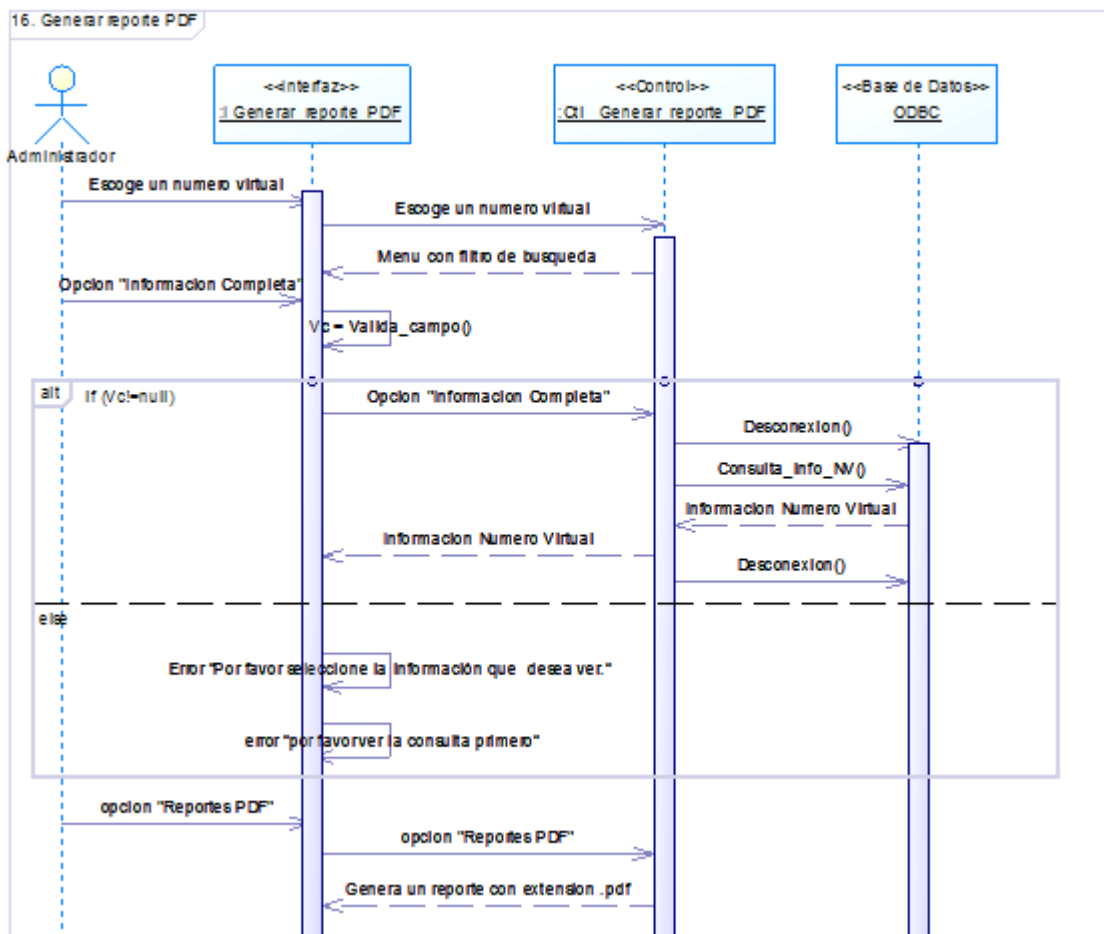 16. Generar reporte PDF
<<Interfaz>>
:I Generar reporte PDF
<<Control>>
:Ctl Generar reporte PDF
<<Base de Datos>>
ODBC
Administrador
Escoge un numero virtual
Escoge un numero virtual
Menu con filtro de busqueda
Opcion "Informacion Completa"
Vc = Valida_campo()
alt
if (Vc!=null)
Opcion "Informacion Completa"
Desconexion()
Consulta_Info_NV()
Informacion Numero Virtual
Informacion Numero Virtual
Desconexion()
else
Error "Por favor seleccione la información que desea ver."
error "por favor ver la consulta primero"
opcion "Reportes PDF"
opcion "Reportes PDF"
Genera un reporte con extension .pdf